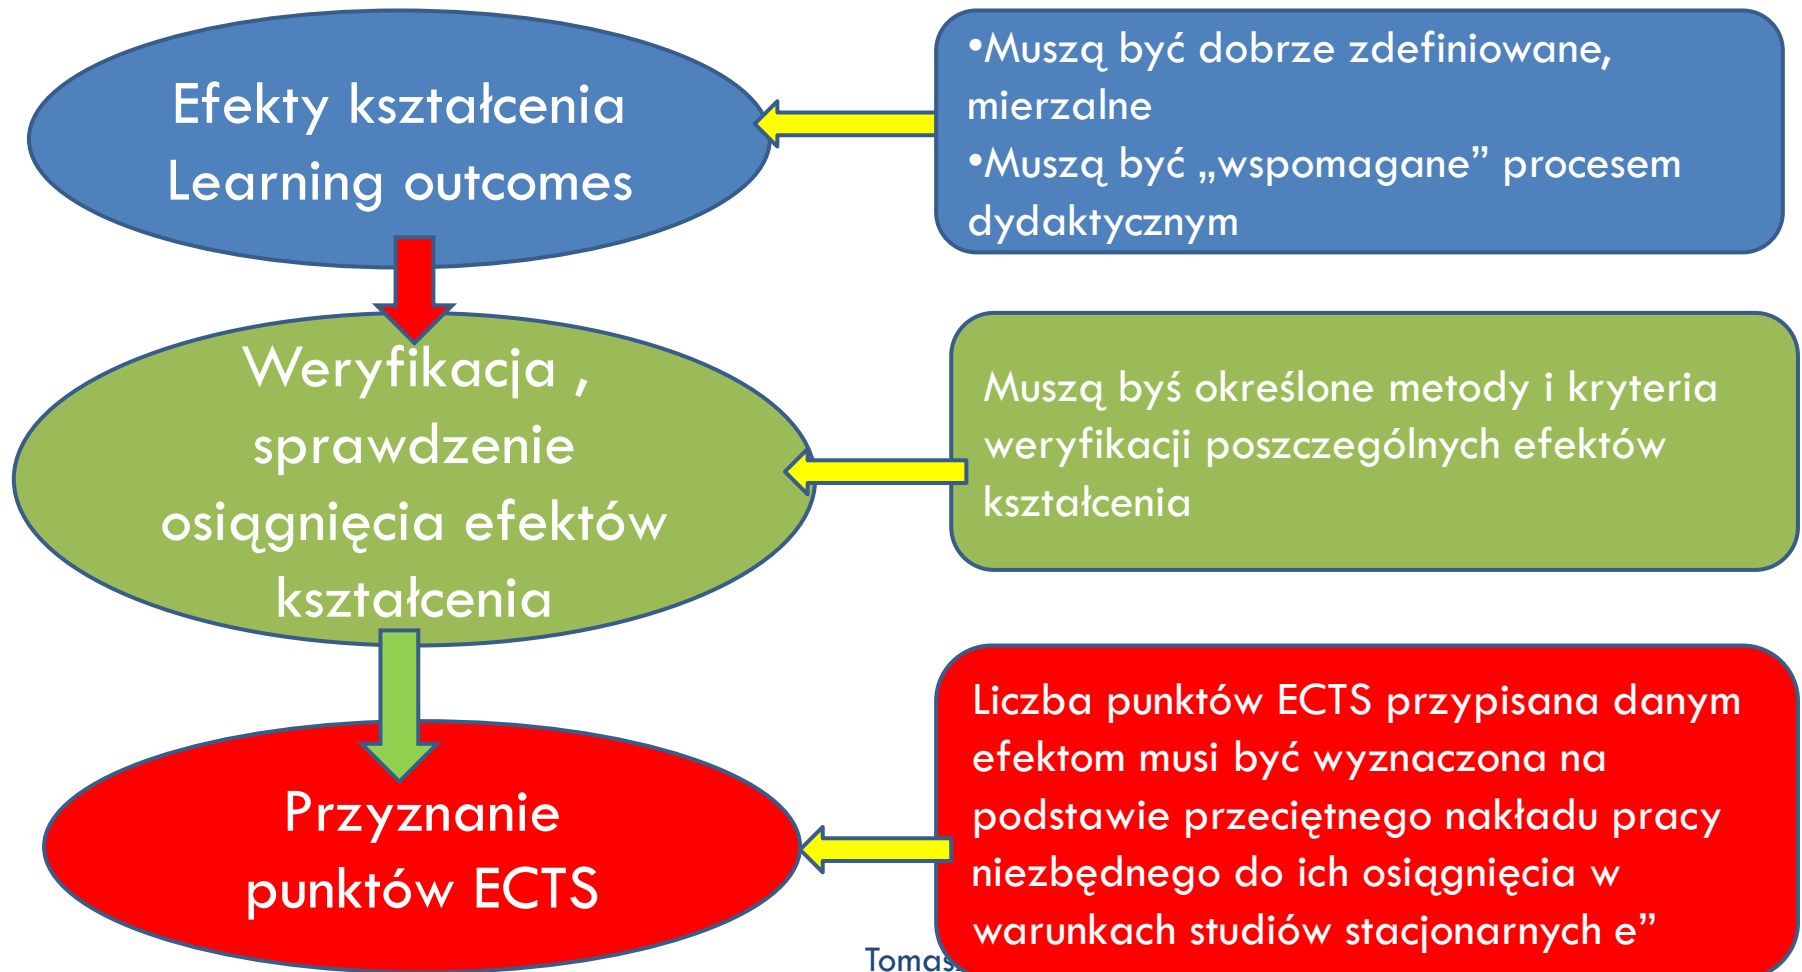 Efekty kształcenia
Learning outcomes
•Muszą być dobrze zdefiniowane,
mierzalne
•Muszą być „wspomagane” procesem
dydaktycznym
Weryfikacja ,
sprawdzenie
osiągnięcia efektów
kształcenia
Muszą byś określone metody i kryteria
weryfikacji poszczególnych efektów
kształcenia
Przyznanie
punktów ECTS
Liczba punktów ECTS przypisana danym
efektom musi być wyznaczona na
podstawie przeciętnego nakładu pracy
niezbędnego do ich osiągnięcia w
warunkach studiów stacjonarnych e”
Tomasz